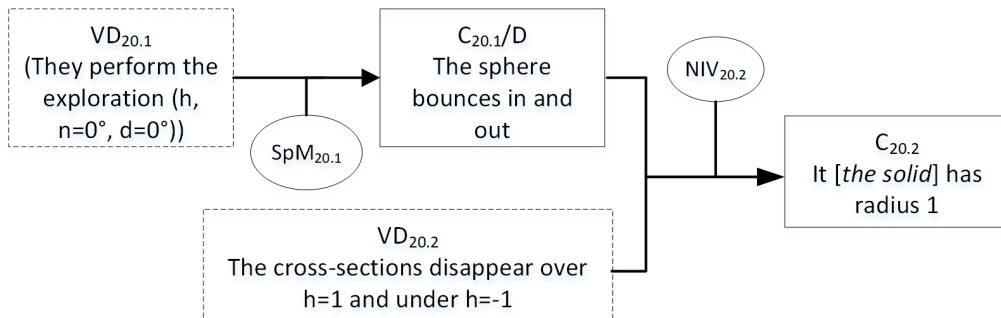 VD20.1
(They perform the
exploration (h,
n=0°, d=0°))
SpM20.1
C20.1/D
The sphere
bounces in and
out
VD20.2
The cross-sections disappear over
h=1 and under h=-1
NIV20.2
C20.2
It [the solid] has
radius 1